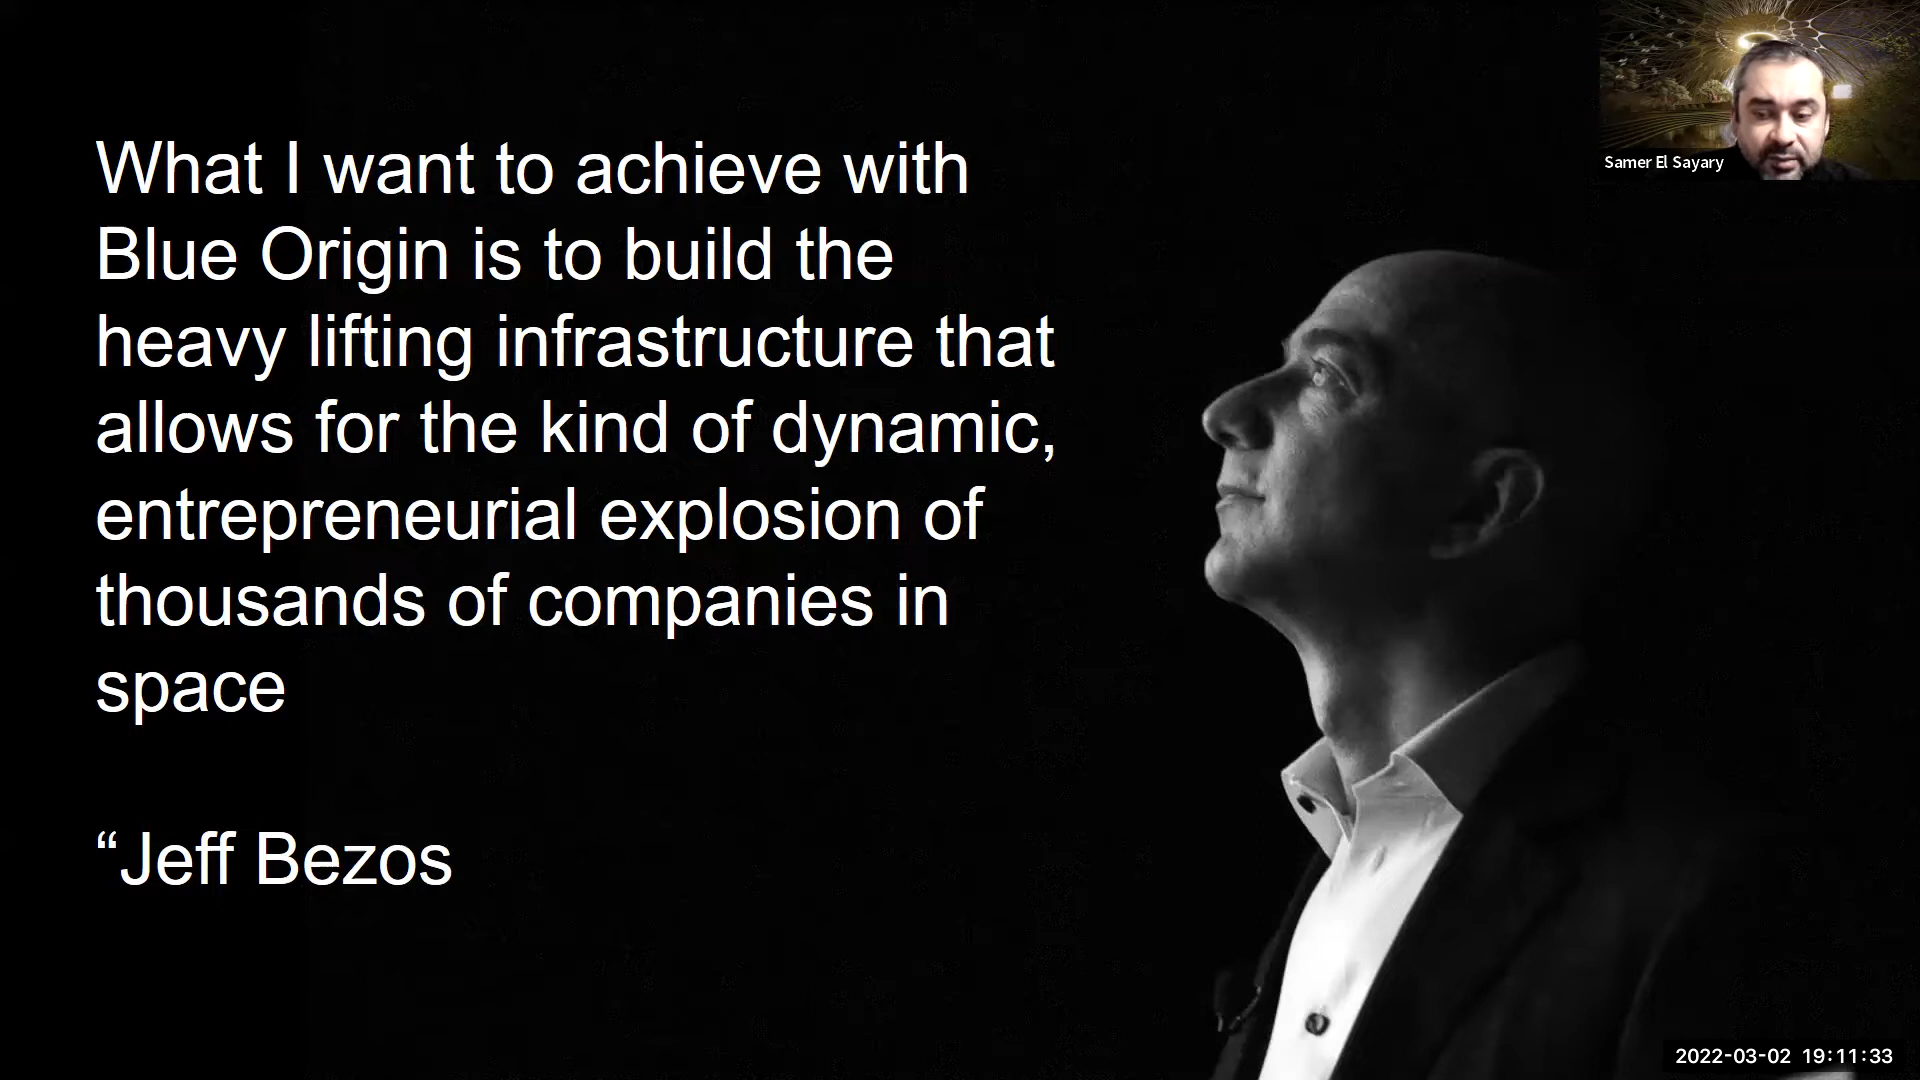 What I want to achieve with
Blue Origin is to build the
heavy lifting infrastructure that
allows for the kind of dynamic,
entrepreneurial explosion of
thousands of companies in
space
“Jeff Bezos
Samer El Sayary
2022-03-02 19:11:33